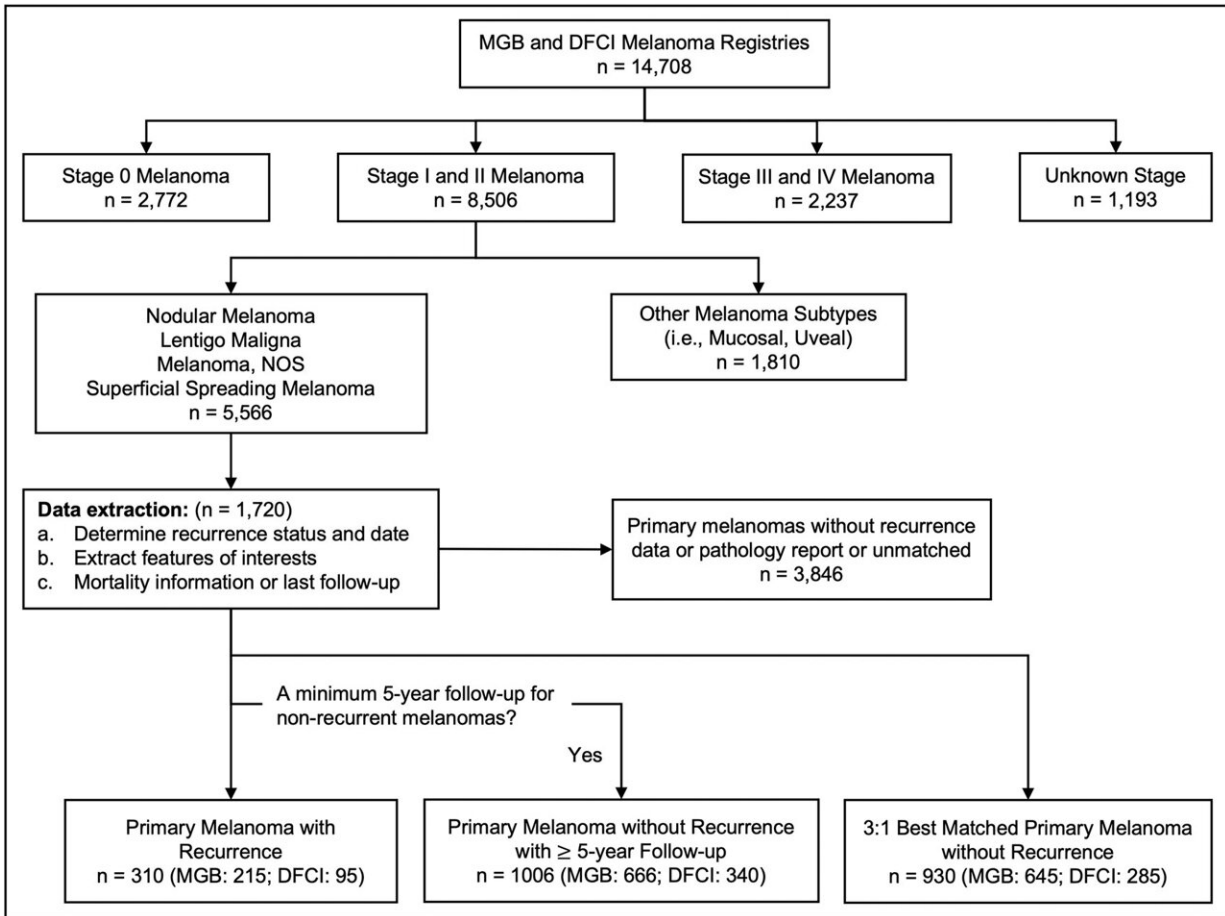 MGB and DFCI Melanoma Registries
n = 14,708
Stage 0 Melanoma
n = 2,772
Stage I and II Melanoma
n = 8,506
Stage III and IV Melanoma
n = 2,237
Unknown Stage
n = 1,193
Nodular Melanoma
Lentigo Maligna
Melanoma, NOS
Superficial Spreading Melanoma
n = 5,566
Other Melanoma Subtypes
(i.e., Mucosal, Uveal)
n = 1,810
Data extraction: (n = 1,720)
a. Determine recurrence status and date
b. Extract features of interests
c. Mortality information or last follow-up
Primary melanomas without recurrence
data or pathology report or unmatched
n = 3,846
A minimum 5-year follow-up for
non-recurrent melanomas?
Yes
Primary Melanoma with
Recurrence
n = 310 (MGB: 215; DFCI: 95)
Primary Melanoma without Recurrence
with ≥ 5-year Follow-up
n = 1006 (MGB: 666; DFCI: 340)
3:1 Best Matched Primary Melanoma
without Recurrence
n = 930 (MGB: 645; DFCI: 285)